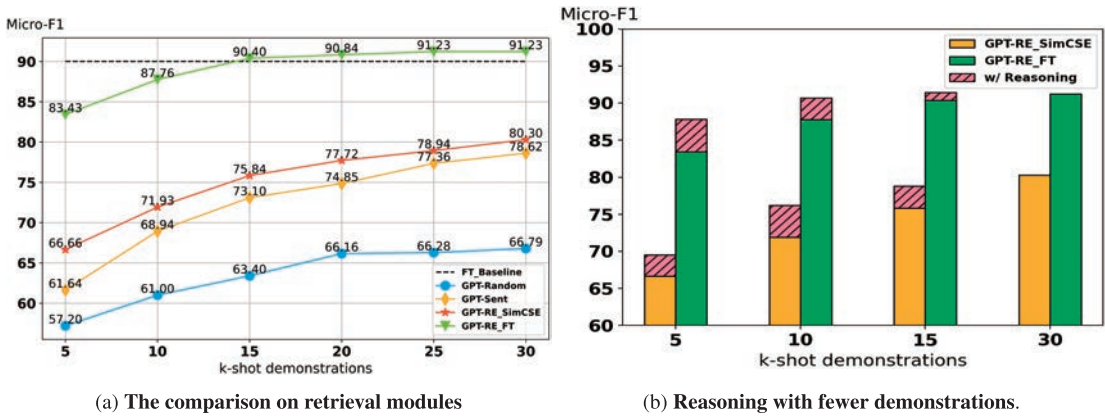 Micro-F1
90
85
80
75
70
65
60
83.43
87.76
90.40
90.84
91.23
91.23
66.66
71.93
75.84
77.72
78.94
80.30
61.64
68.94
73.10
74.85
77.36
78.62
57.20
61.00
63.40
66.16
66.28
66.79
FT_Baseline
GPT-Random
GPT-Sent
GPT-RE_SimCSE
GPT-RE_FT
5 10 15 20 25 30
k-shot demonstrations
(a) The comparison on retrieval modules
Micro-F1
100
95
90
85
80
75
70
65
60
GPT-RE_SimCSE
GPT-RE_FT
w/ Reasoning
5 10 15 30
k-shot demonstrations
(b) Reasoning with fewer demonstrations.